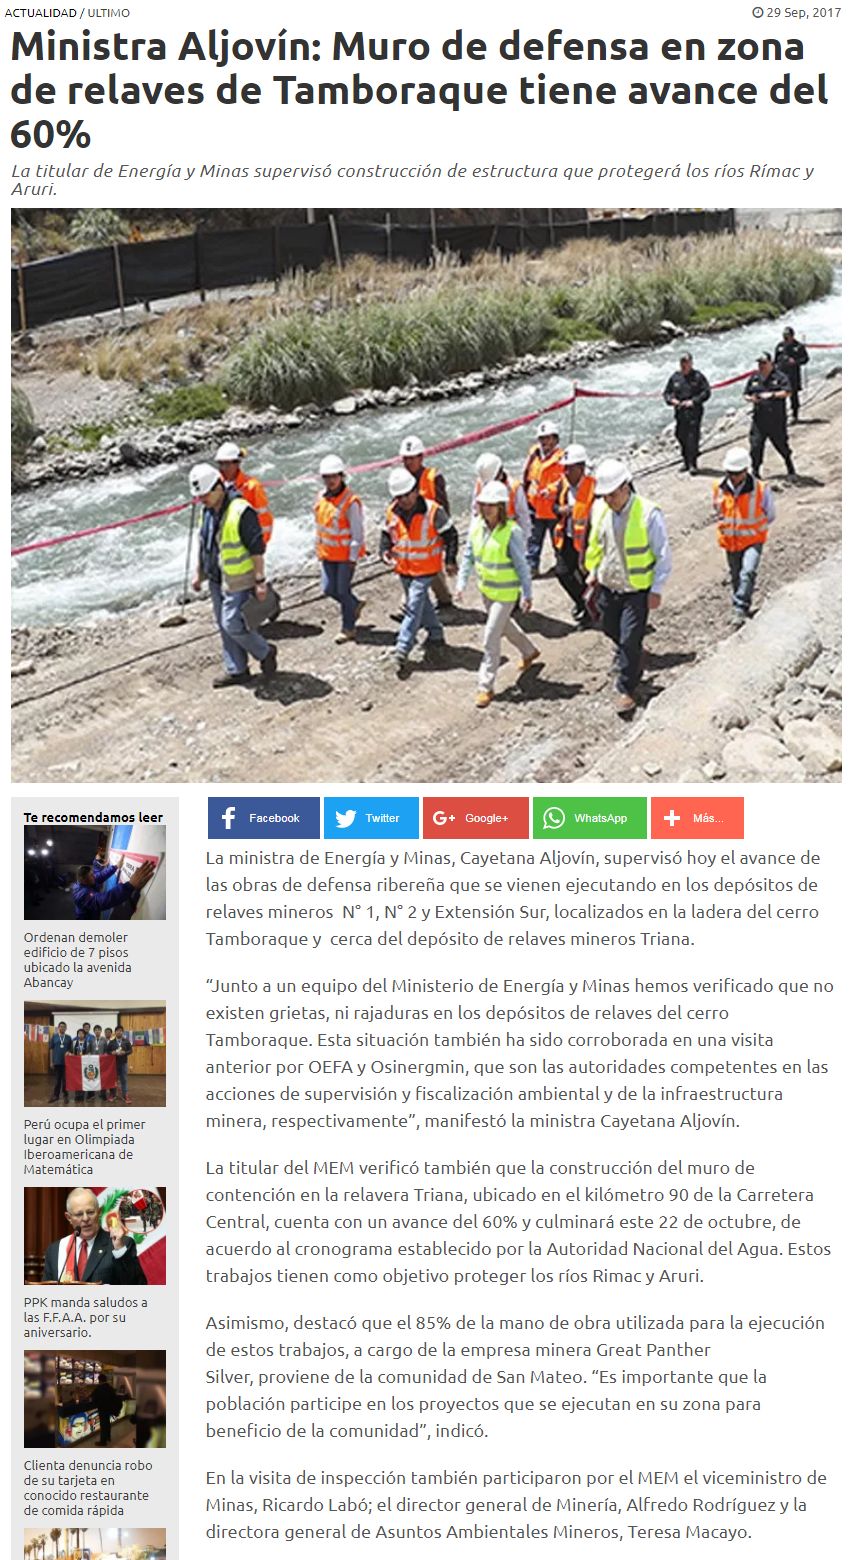 ACTUALIDAD / ULTIMO
29 Sep, 2017
Ministra Aljovín: Muro de defensa en zona
de relaves de Tamboraque tiene avance del
60%
La titular de Energía y Minas supervisó construcción de estructura que protegerá los ríos Rímac y
Aruri.
Te recomendamos leer
Ordenan demoler
edificio de 7 pisos
ubicado la avenida
Abancay
Perú ocupa el primer
lugar en Olimpiada
Iberoamericana de
Matemática
PPK manda saludos a
las F.F.A.A. por su
aniversario.
Clienta denuncia robo
de su tarjeta en
conocido restaurante
de comida rápida
Facebook
Twitter
Google+
WhatsApp
Más...
La ministra de Energía y Minas, Cayetana Aljovín, supervisó hoy el avance de
las obras de defensa ribereña que se vienen ejecutando en los depósitos de
relaves mineros N° 1, N° 2 y Extensión Sur, localizados en la ladera del cerro
Tamboraque y cerca del depósito de relaves mineros Triana.
“Junto a un equipo del Ministerio de Energía y Minas hemos verificado que no
existen grietas, ni rajaduras en los depósitos de relaves del cerro
Tamboraque. Esta situación también ha sido corroborada en una visita
anterior por OEFA y Osinergmin, que son las autoridades competentes en las
acciones de supervisión y fiscalización ambiental y de la infraestructura
minera, respectivamente”, manifestó la ministra Cayetana Aljovín.
La titular del MEM verificó también que la construcción del muro de
contención en la relavera Triana, ubicado en el kilómetro 90 de la Carretera
Central, cuenta con un avance del 60% y culminará este 22 de octubre, de
acuerdo al cronograma establecido por la Autoridad Nacional del Agua. Estos
trabajos tienen como objetivo proteger los ríos Rimac y Aruri.
Asimismo, destacó que el 85% de la mano de obra utilizada para la ejecución
de estos trabajos, a cargo de la empresa minera Great Panther
Silver, proviene de la comunidad de San Mateo. “Es importante que la
población participe en los proyectos que se ejecutan en su zona para
beneficio de la comunidad”, indicó.
En la visita de inspección también participaron por el MEM el viceministro de
Minas, Ricardo Labó; el director general de Minería, Alfredo Rodríguez y la
directora general de Asuntos Ambientales Mineros, Teresa Macayo.